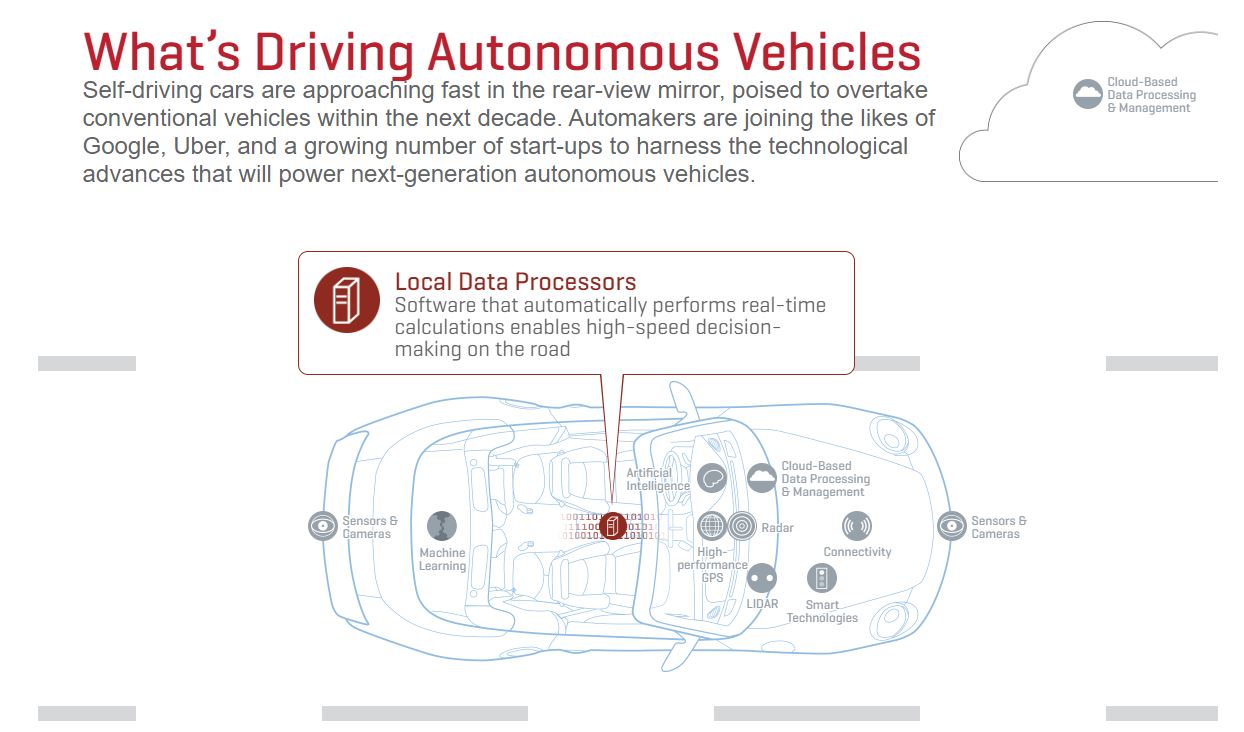 What's Driving Autonomous Vehicles
Self-driving cars are approaching fast in the rear-view mirror, poised to overtake
conventional vehicles within the next decade. Automakers are joining the likes of
Google, Uber, and a growing number of start-ups to harness the technological
advances that will power next-generation autonomous vehicles.
Cloud-Based
Data Processing
& Management
Local Data Processors
Software that automatically performs real-time
calculations enables high-speed decision-
making on the road
Artificial
Intelligence
Cloud-Based
Data Processing
& Management
Sensors &
Cameras
Machine
Learning
High-
performance
GPS
Radar
Connectivity
Sensors &
Cameras
LIDAR
Smart
Technologies